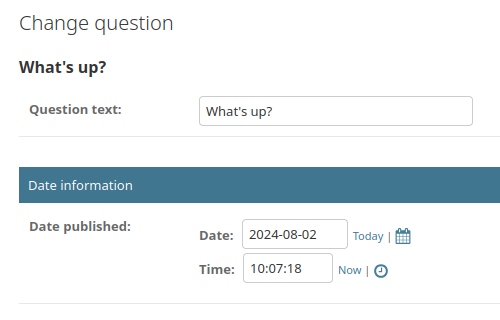 Change question
What's up?
Question text: What's up?
Date information
Date published:
Date: 2024-08-02 Today |
Time: 10:07:18 Now |